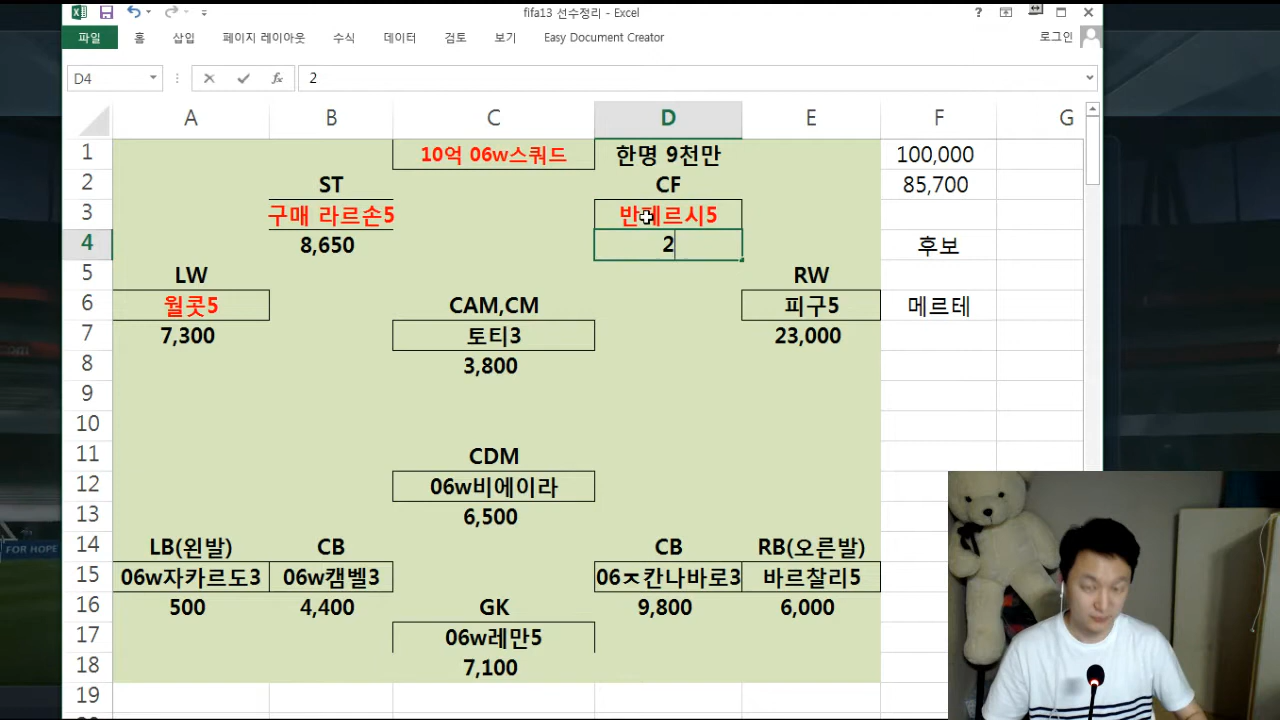 fifa13 선수정리 - Excel
?
파일 홈 삽입 페이지 레이아웃 수식 데이터 검토 보기 Easy Document Creator 로그인
D4 fx 2
A B C D E F G
1 10억 06w스쿼드 한명 9천만 100,000
2 ST CF 85,700
3 구매 라르손5 반데르시5
4 8,650 2 후보
5 LW RW
6 월콧5 CAM,CM 피구5 메르테
7 7,300 토티3 23,000
8 3,800
9
10
11 CDM
12 06w비에이라
13 6,500
14 LB(왼발) CB CB RB(오른발)
15 06w자카르도3 06w캠벨3 06ㅈ칸나바로3 바르찰리5
16 500 4,400 GK 9,800 6,000
17 06w레만5
18 7,100
19
FOR HOPE
com